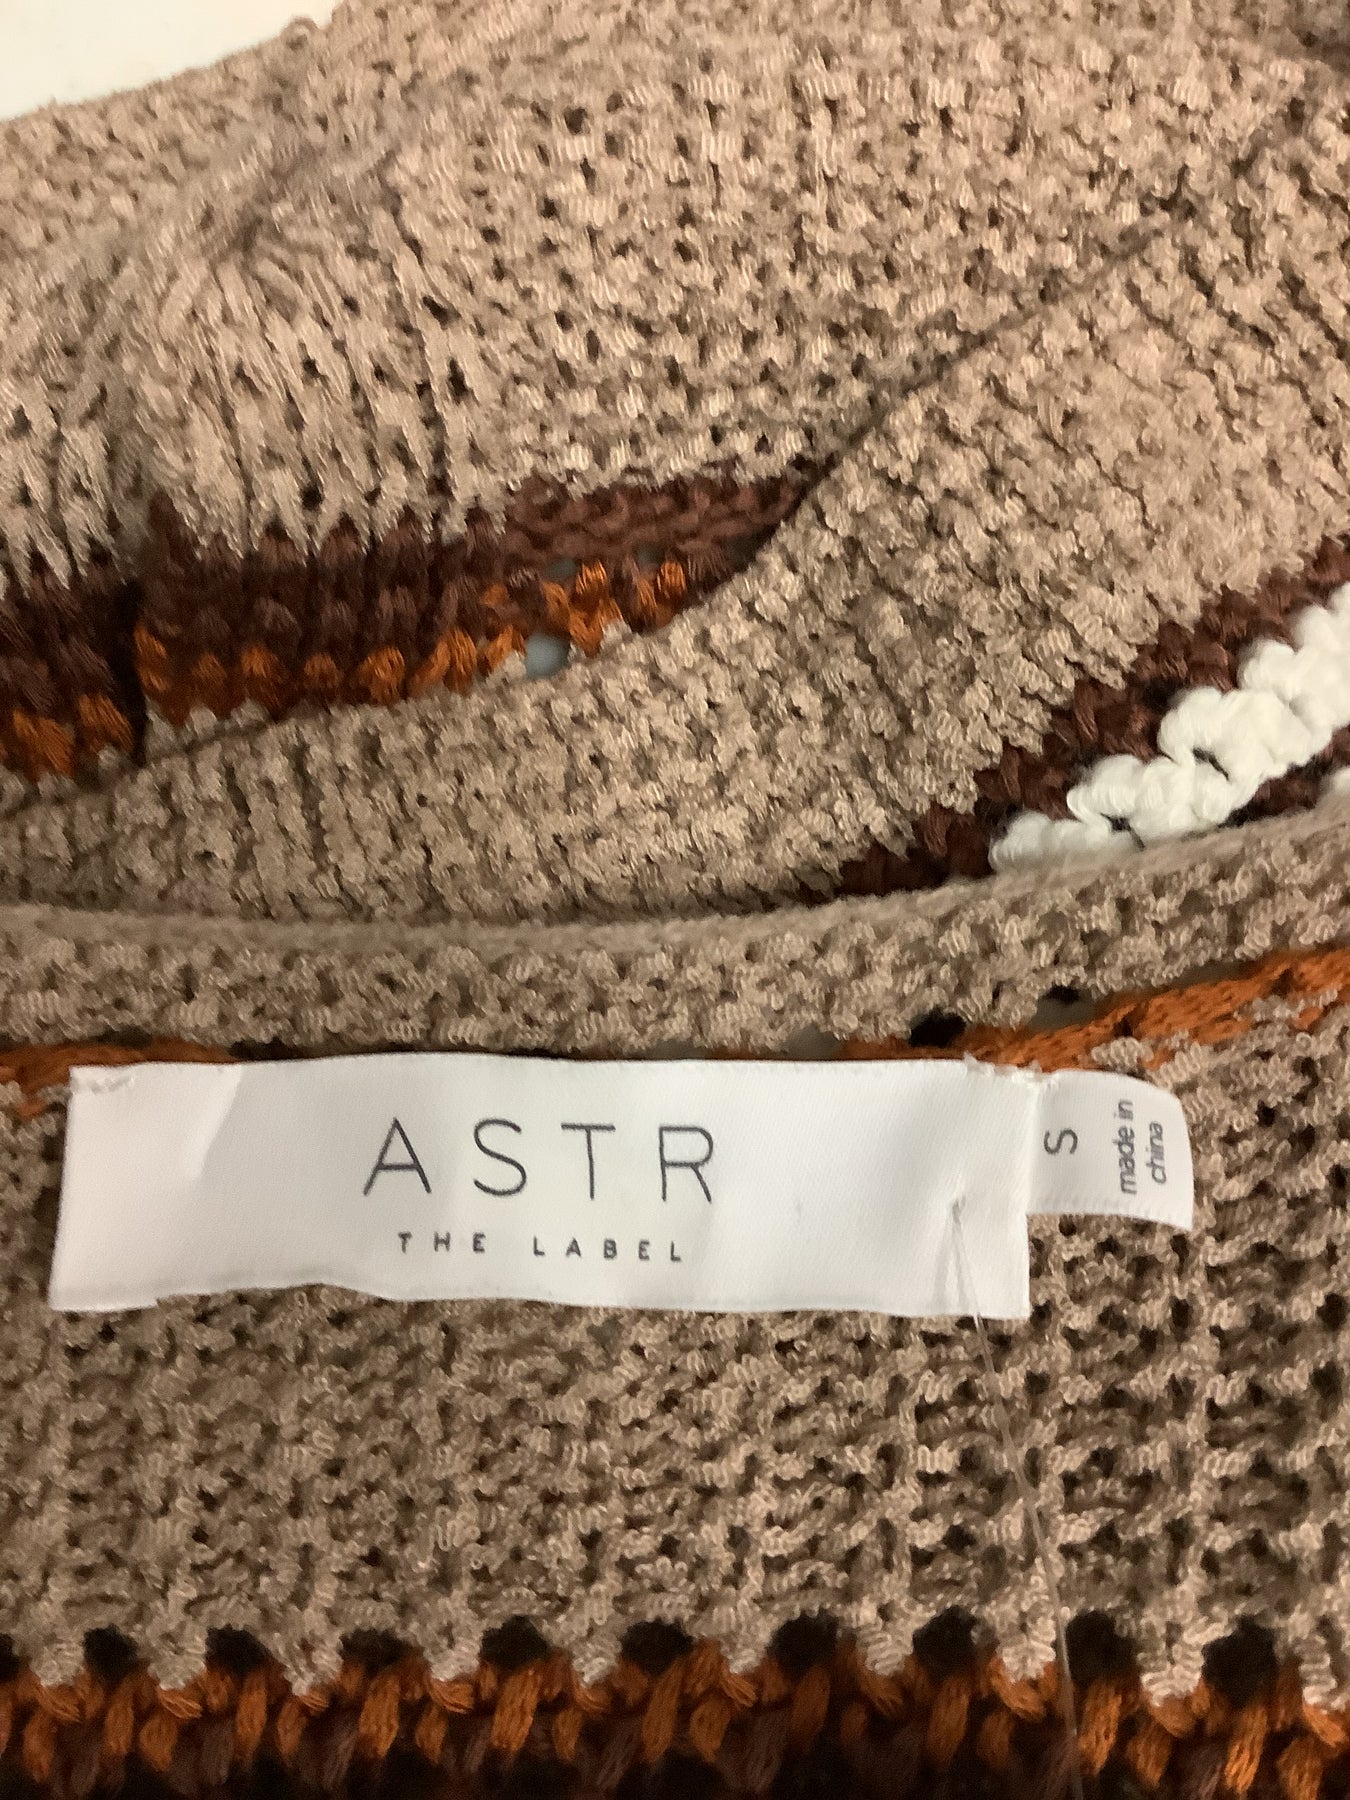 ASTR
THE LABEL
S
made in
china